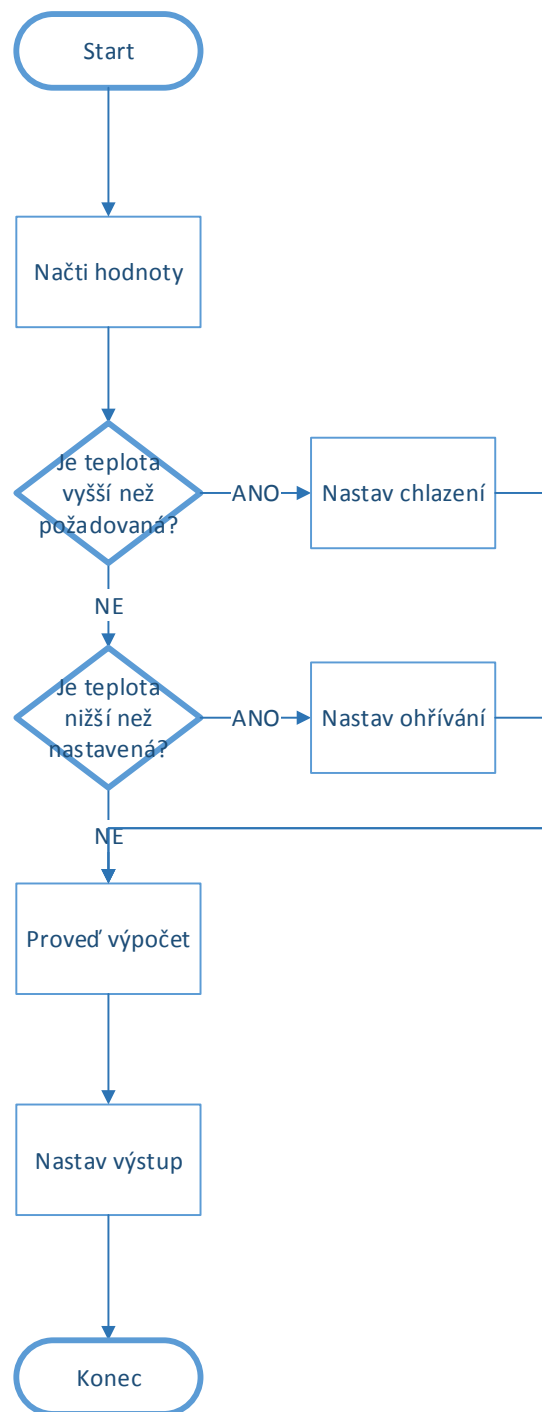 Start
Načti hodnoty
Je teplota
vyšší než
požadovaná?
ANO
Nastav chlazení
NE
Je teplota
nižší než
nastavená?
ANO
Nastav ohřívání
NE
Proveď výpočet
Nastav výstup
Konec